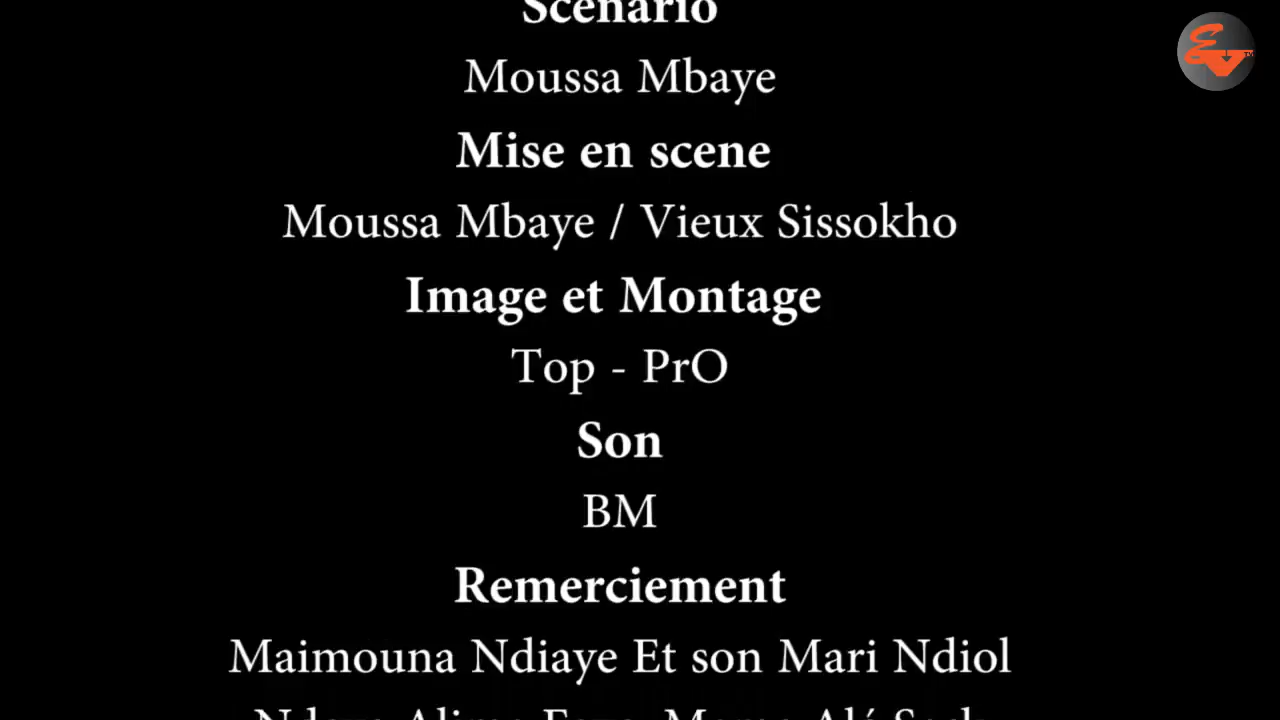 Scenario
Moussa Mbaye
Mise en scene
Moussa Mbaye / Vieux Sissokho
Image et Montage
Top - PrO
Son
BM
Remerciement
Maimouna Ndiaye Et son Mari Ndiol
EV